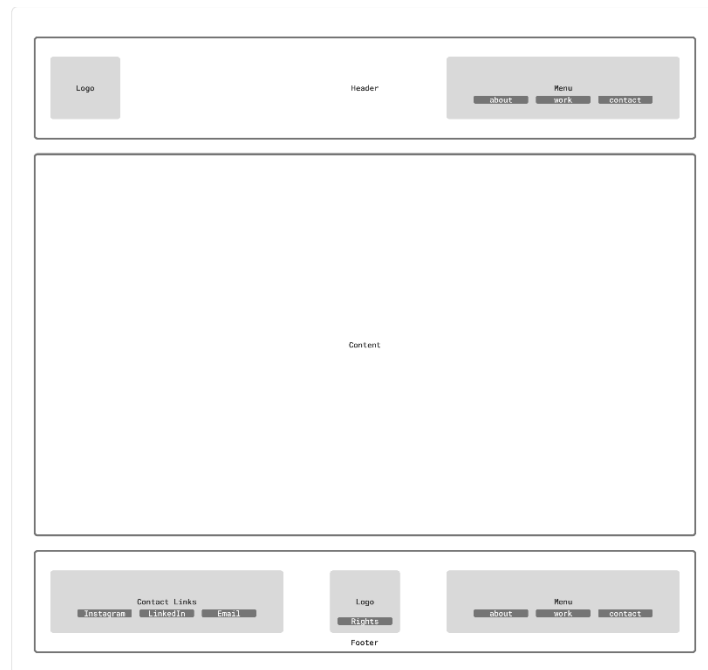 Logo
Header
Menu
about work contact
Content
Contact Links
Instagram LinkedIn Email
Logo
Rights
Menu
about work contact
Footer